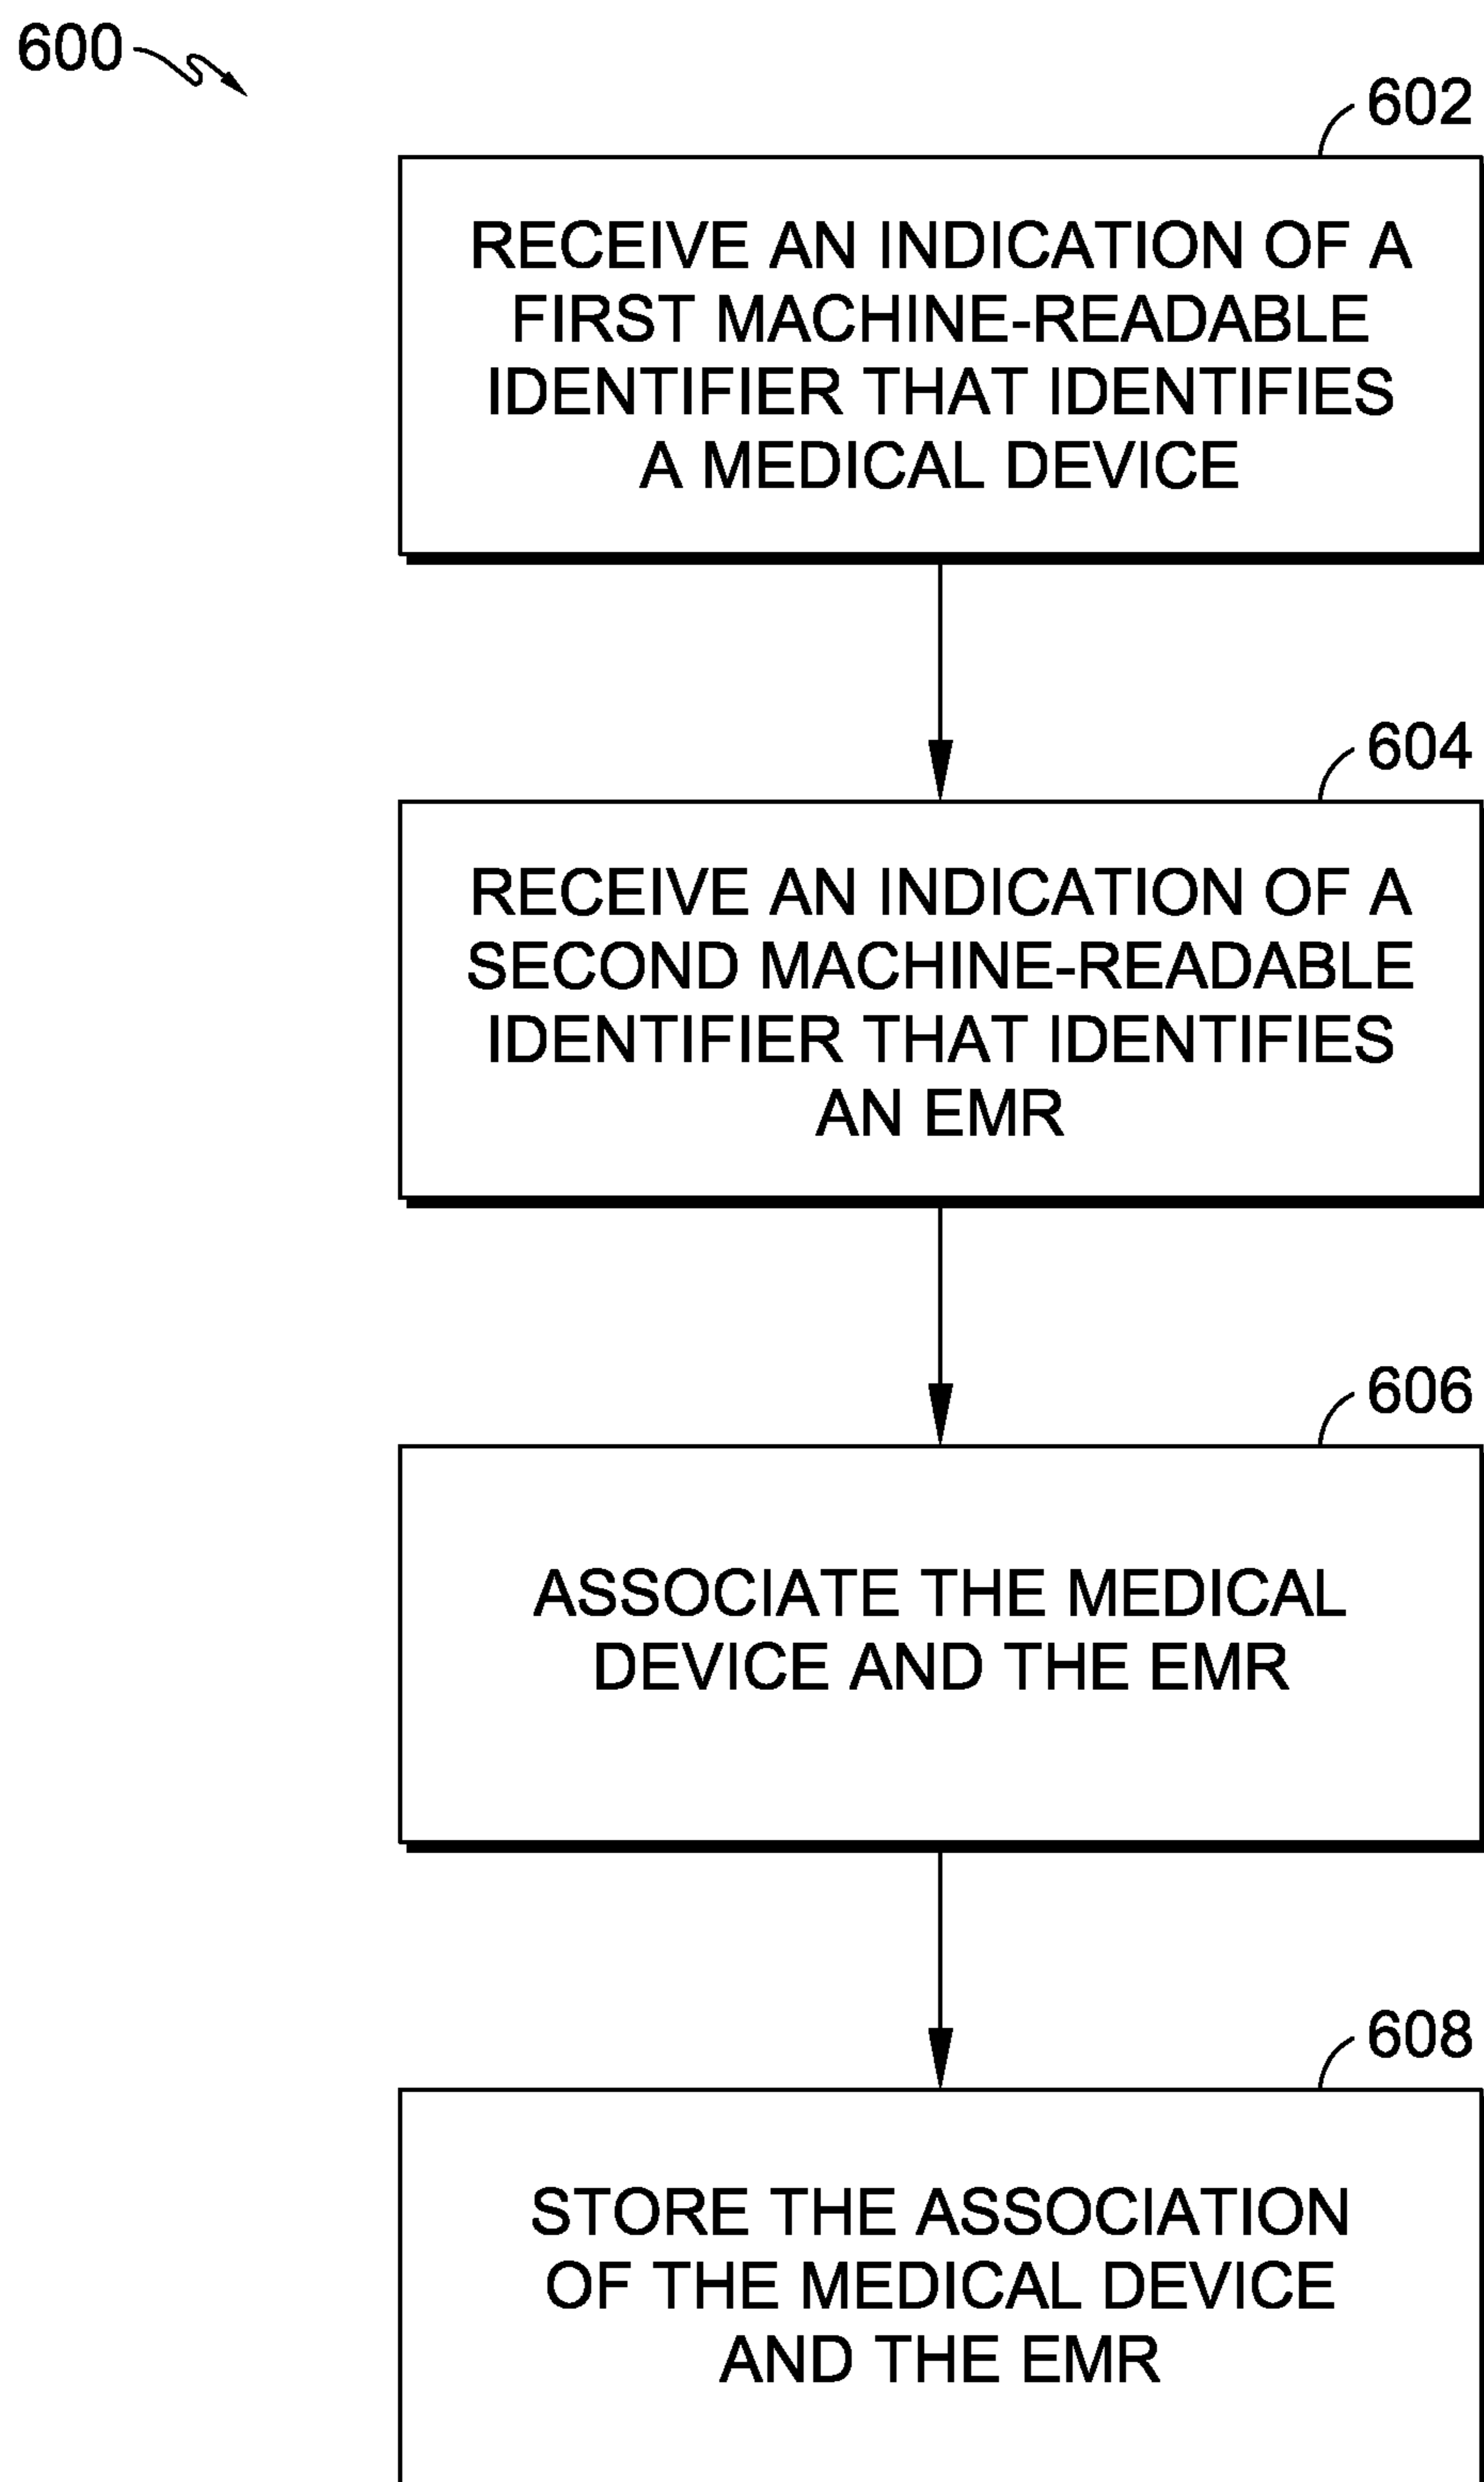 600
602
RECEIVE AN INDICATION OF A
FIRST MACHINE-READABLE
IDENTIFIER THAT IDENTIFIES
A MEDICAL DEVICE
604
RECEIVE AN INDICATION OF A
SECOND MACHINE-READABLE
IDENTIFIER THAT IDENTIFIES
AN EMR
606
ASSOCIATE THE MEDICAL
DEVICE AND THE EMR
608
STORE THE ASSOCIATION
OF THE MEDICAL DEVICE
AND THE EMR